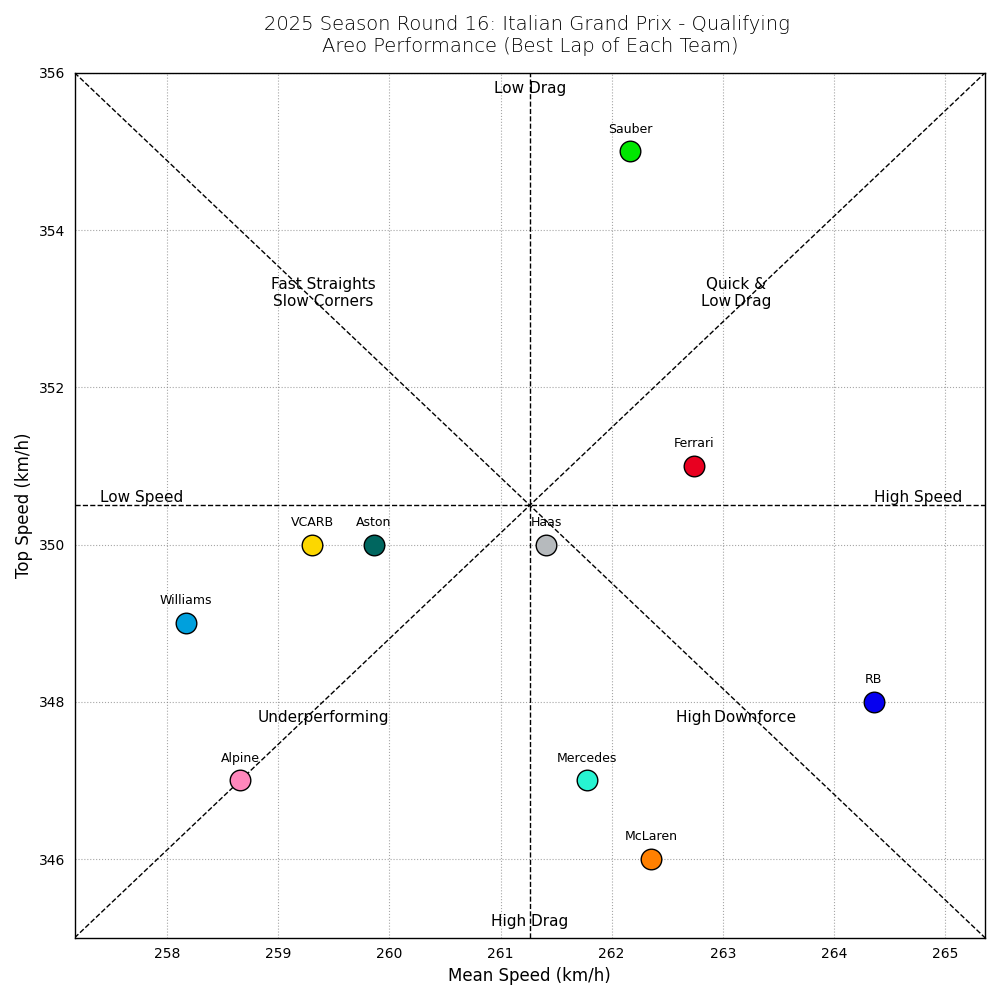 2025 Season Round 16: Italian Grand Prix - Qualifying
Areo Performance (Best Lap of Each Team)
356
354
352
350
348
346
Top Speed (km/h)
Low Drag
Sauber
Fast Straights
Slow Corners
Quick &
Low Drag
Ferrari
Low Speed
High Speed
VCARB
Aston
Haas
Williams
RB
Underperforming
High Downforce
Alpine
Mercedes
McLaren
High Drag
258
259
260
261
262
263
264
265
Mean Speed (km/h)